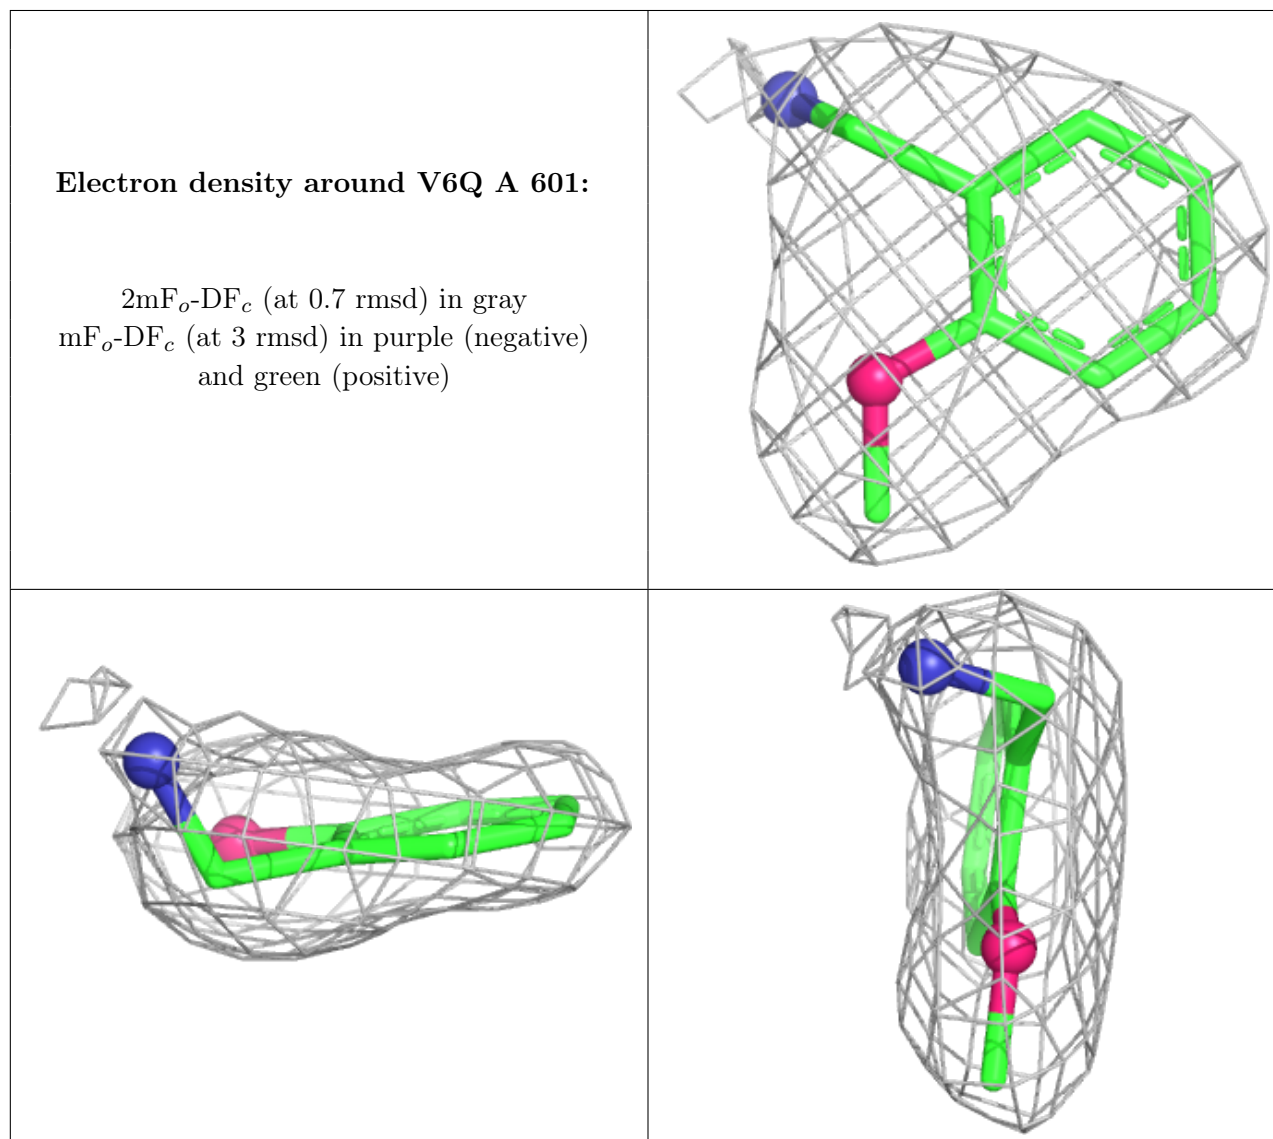 Electron density around V6Q A 601:
2mFo-DFc (at 0.7 rmsd) in gray
mFo-DFc (at 3 rmsd) in purple (negative)
and green (positive)